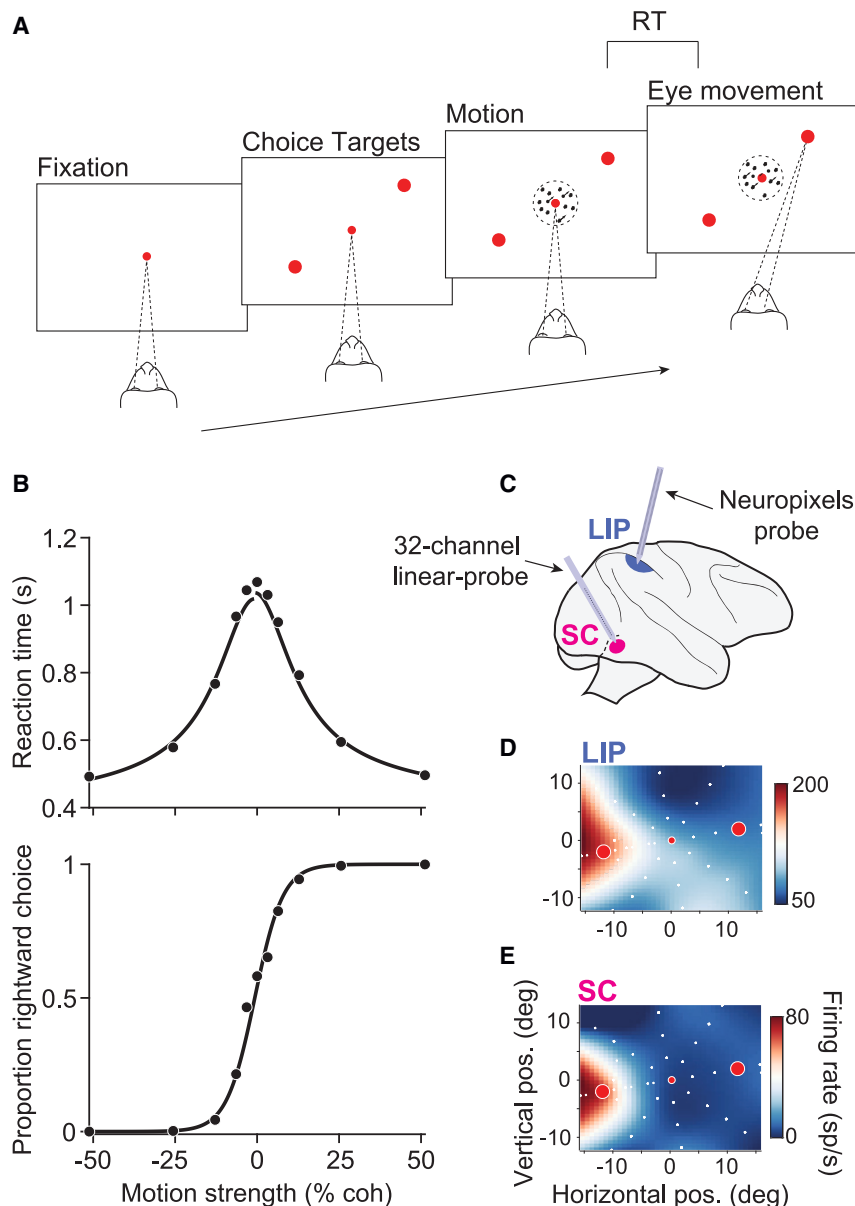 A
RT
Eye movement
Motion
Choice Targets
Fixation
B
1.2
1
0.8
0.6
0.4
Reaction time (s)
1
0.5
0
Proportion rightward choice
-50 -25 0 25 50
Motion strength (% coh)
C
Neuropixels
probe
LIP
32-channel
linear-probe
SC
D
LIP
10
0
-10
-10 0 10
200
50
E
SC
10
0
-10
-10 0 10
Vertical pos. (deg)
Horizontal pos. (deg)
80
0
Firing rate (sp/s)